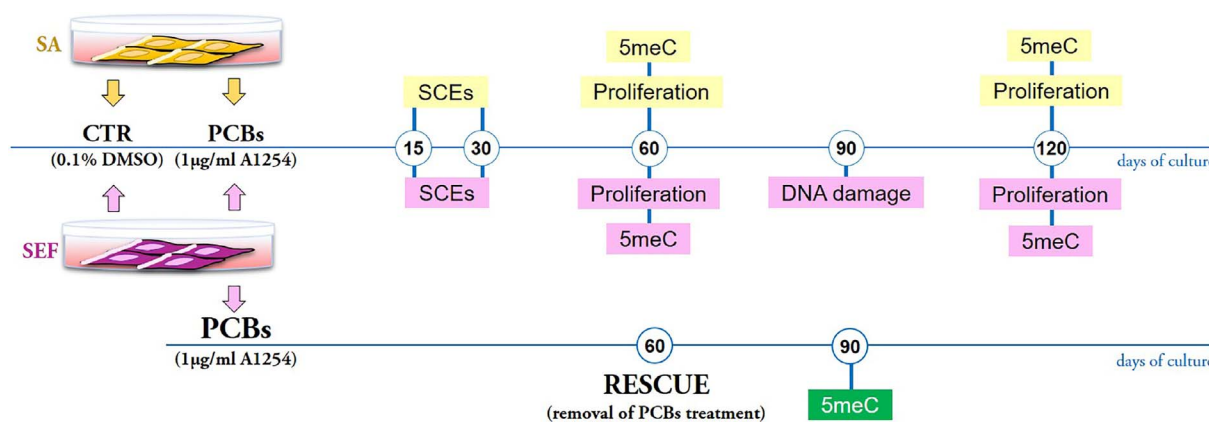 SA
CTR
(0.1% DMSO)
PCBs
(1µg/ml A1254)
SEF
SCEs
15
30
SCEs
5meC
Proliferation
60
Proliferation
5meC
90
DNA damage
5meC
Proliferation
120
Proliferation
5meC
days of culture
PCBs
(1µg/ml A1254)
60
RESCUE
(removal of PCBs treatment)
90
5meC
days of culture